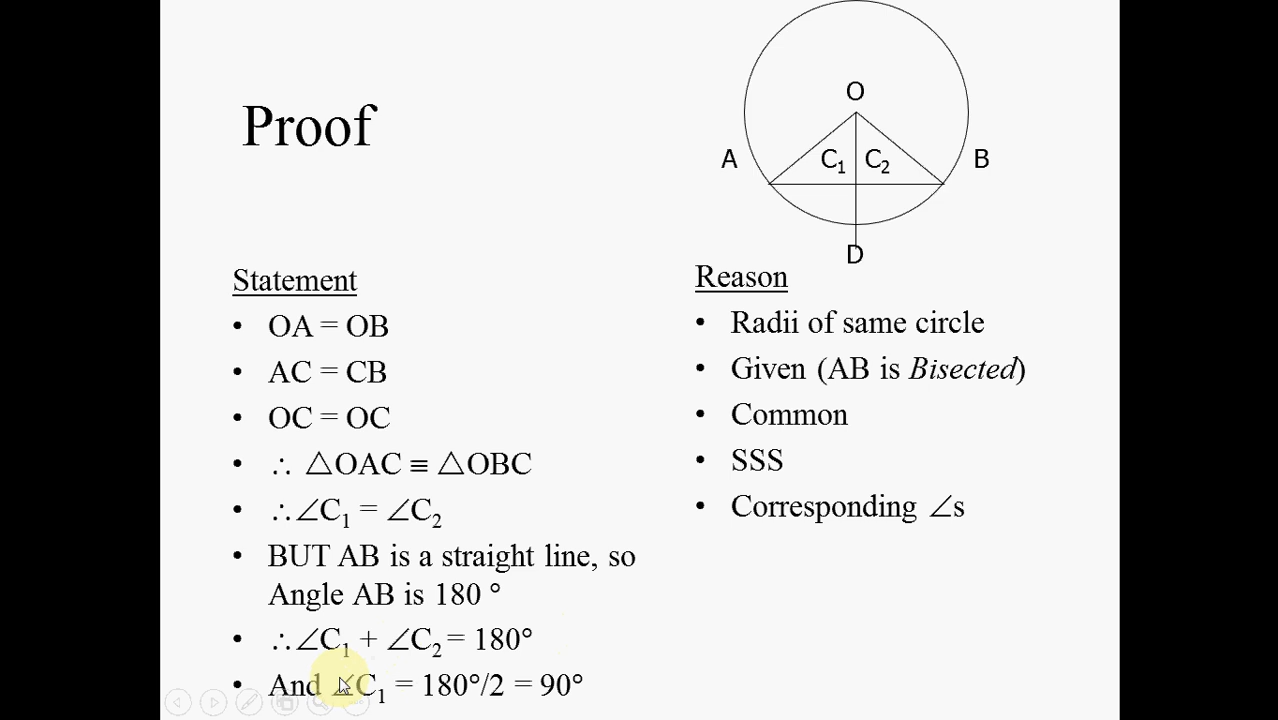 Proof
O
A
C₁ C₂
B
D
Statement
• OA = OB
• AC = CB
• OC = OC
• ∴ △OAC ≡ △OBC
• ∴∠C₁ = ∠C₂
• BUT AB is a straight line, so
Angle AB is 180 °
• ∴∠C₁ + ∠C₂ = 180°
• And ∠C₁ = 180°/2 = 90°
Reason
• Radii of same circle
• Given (AB is Bisected)
• Common
• SSS
• Corresponding ∠s